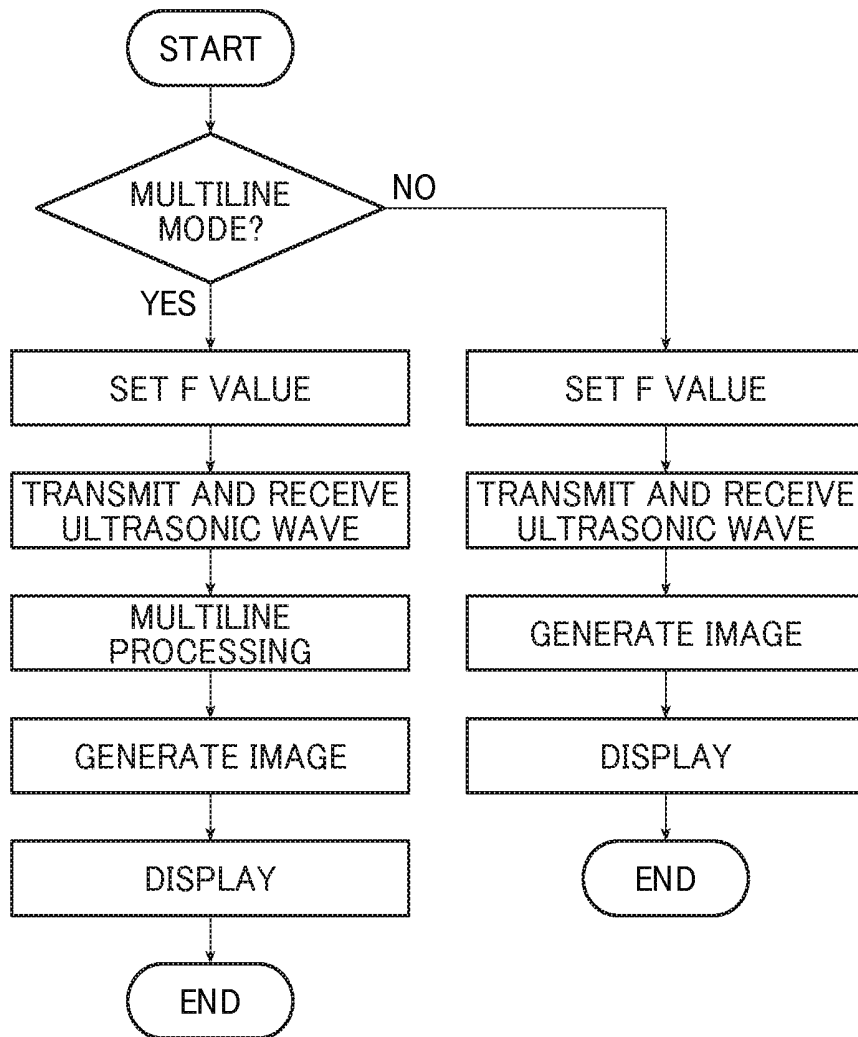 START
MULTILINE
MODE?
NO
YES
SET F VALUE
TRANSMIT AND RECEIVE
ULTRASONIC WAVE
MULTILINE
PROCESSING
GENERATE IMAGE
DISPLAY
END
SET F VALUE
TRANSMIT AND RECEIVE
ULTRASONIC WAVE
GENERATE IMAGE
DISPLAY
END